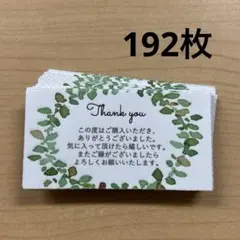 192枚
Thank you
この度はご購入いただき、
ありがとうございました。
気に入って頂けたら嬉しいです。
またご縁がございましたら
よろしくお願いいたします。